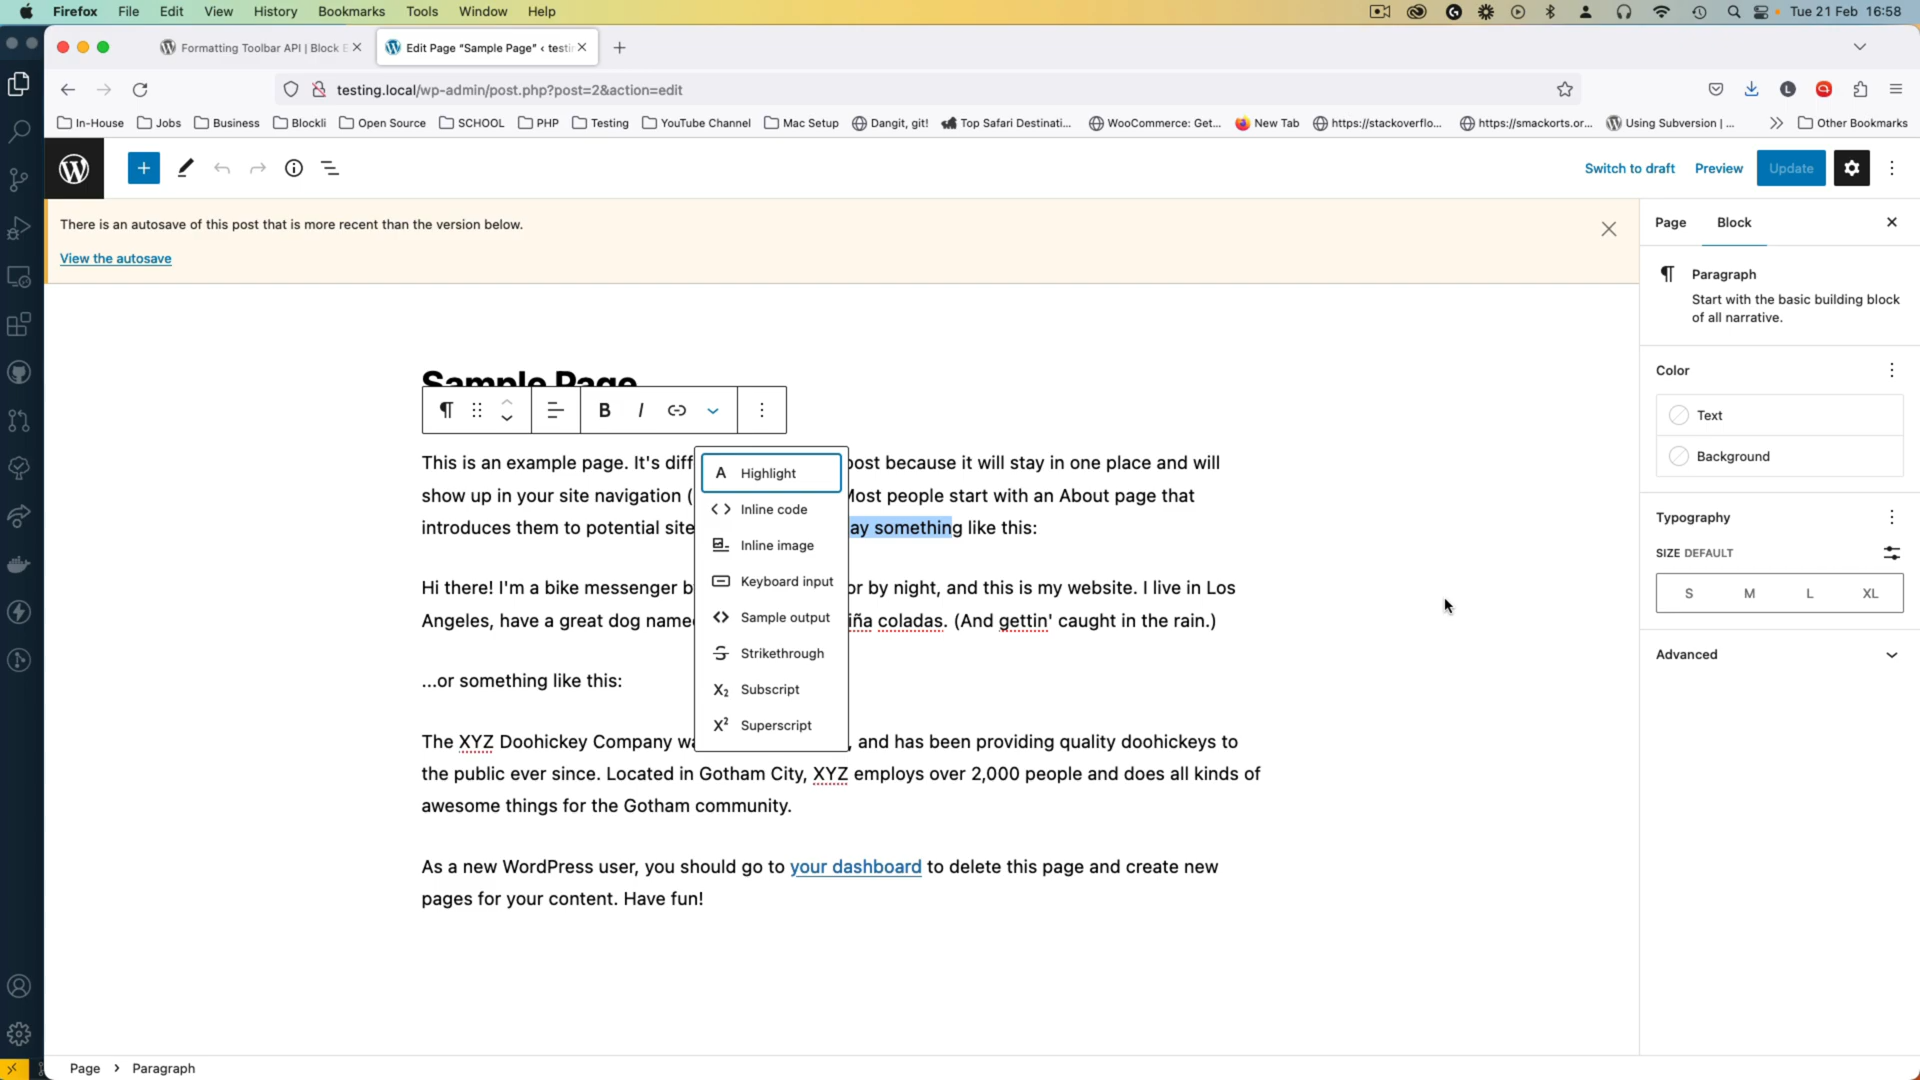 Firefox File Edit View History Bookmarks Tools Window Help Tue 21 Feb 16:58
Formatting Toolbar API | Block E
Edit Page “Sample Page” ‹ testi
testing.local/wp-admin/post.php?post=2&action=edit
In-House Jobs Business Blockli Open Source SCHOOL PHP Testing YouTube Channel Mac Setup Dangit, git! Top Safari Destinati... WooCommerce: Get... New Tab https://stackoverflo... https://smackorts.or... Using Subversion | ... Other Bookmarks
Switch to draft Preview Update
There is an autosave of this post that is more recent than the version below.
View the autosave
Page Block
Paragraph
Start with the basic building block
of all narrative.
Color
Text
Background
Typography
SIZE DEFAULT
S M L XL
Advanced
Sample Page
B I
This is an example page. It's diff post because it will stay in one place and will
show up in your site navigation ( Most people start with an About page that
introduces them to potential site ay something like this:
Hi there! I'm a bike messenger b or by night, and this is my website. I live in Los
Angeles, have a great dog name iña coladas. (And gettin' caught in the rain.)
...or something like this:
The XYZ Doohickey Company wa , and has been providing quality doohickeys to
the public ever since. Located in Gotham City, XYZ employs over 2,000 people and does all kinds of
awesome things for the Gotham community.
As a new WordPress user, you should go to your dashboard to delete this page and create new
pages for your content. Have fun!
A Highlight
Inline code
Inline image
Keyboard input
Sample output
Strikethrough
X₂ Subscript
X² Superscript
Page › Paragraph